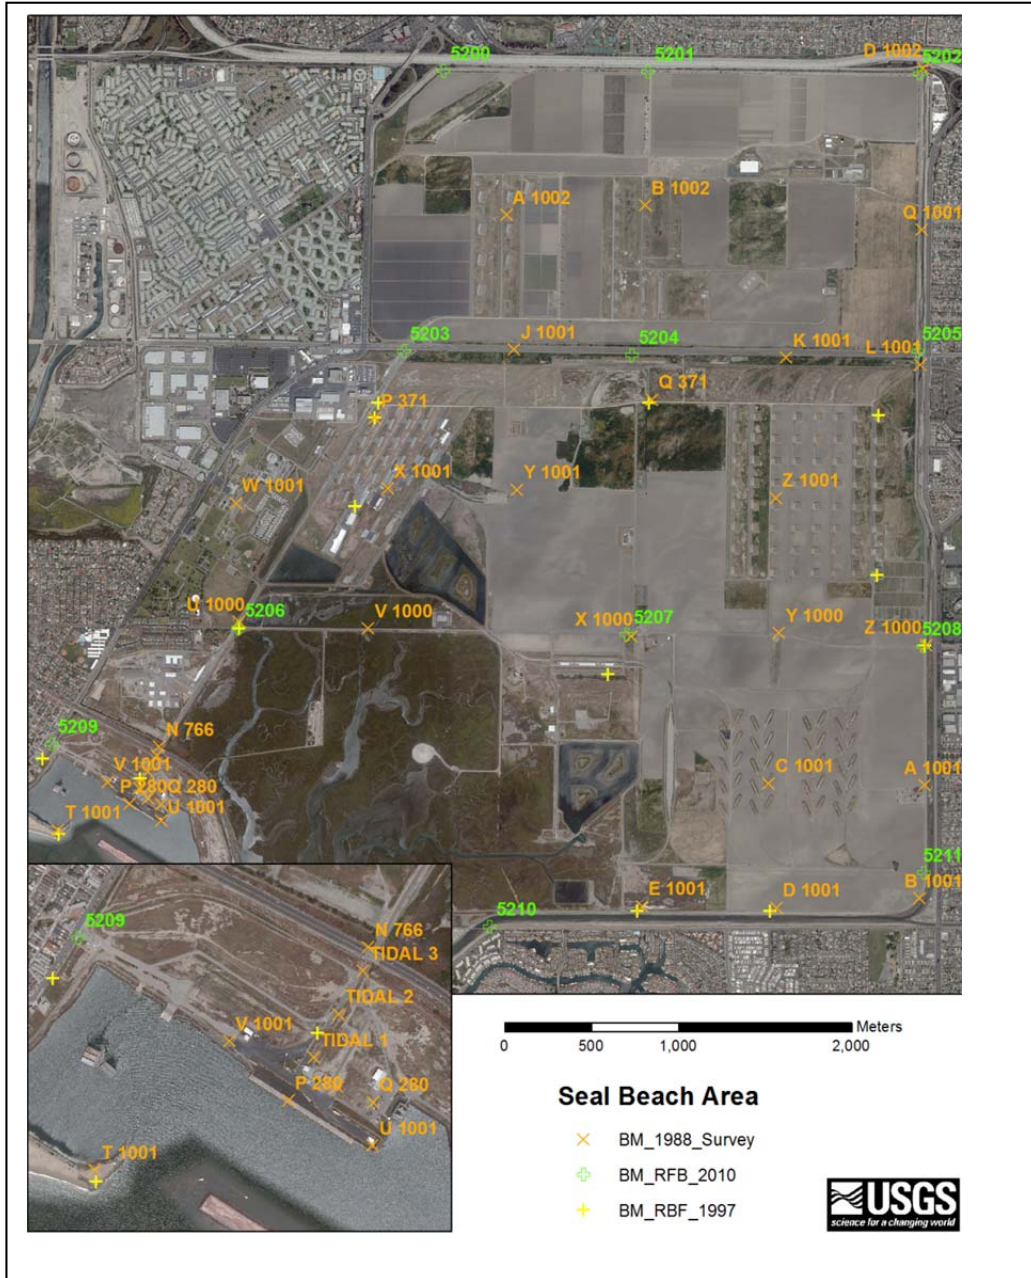 5200
5201
D 1002
5202
A 1002
B 1002
Q 1001
5203
J 1001
5204
K 1001
L 1001
5205
P 371
Q 371
X 1001
Y 1001
Z 1001
W 1001
U 1000
5206
V 1000
X 1000
5207
Y 1000
Z 1000
5208
5209
N 766
V 1001
P 280
Q 280
T 1001
U 1001
C 1001
A 1001
5211
B 1001
E 1001
D 1001
5210
5209
N 766
TIDAL 3
TIDAL 2
V 1001
TIDAL 1
P 280
Q 280
U 1001
T 1001
0 500 1,000 2,000 Meters
Seal Beach Area
BM_1988_Survey
BM_RFB_2010
BM_RBF_1997
USGS
science for a changing world